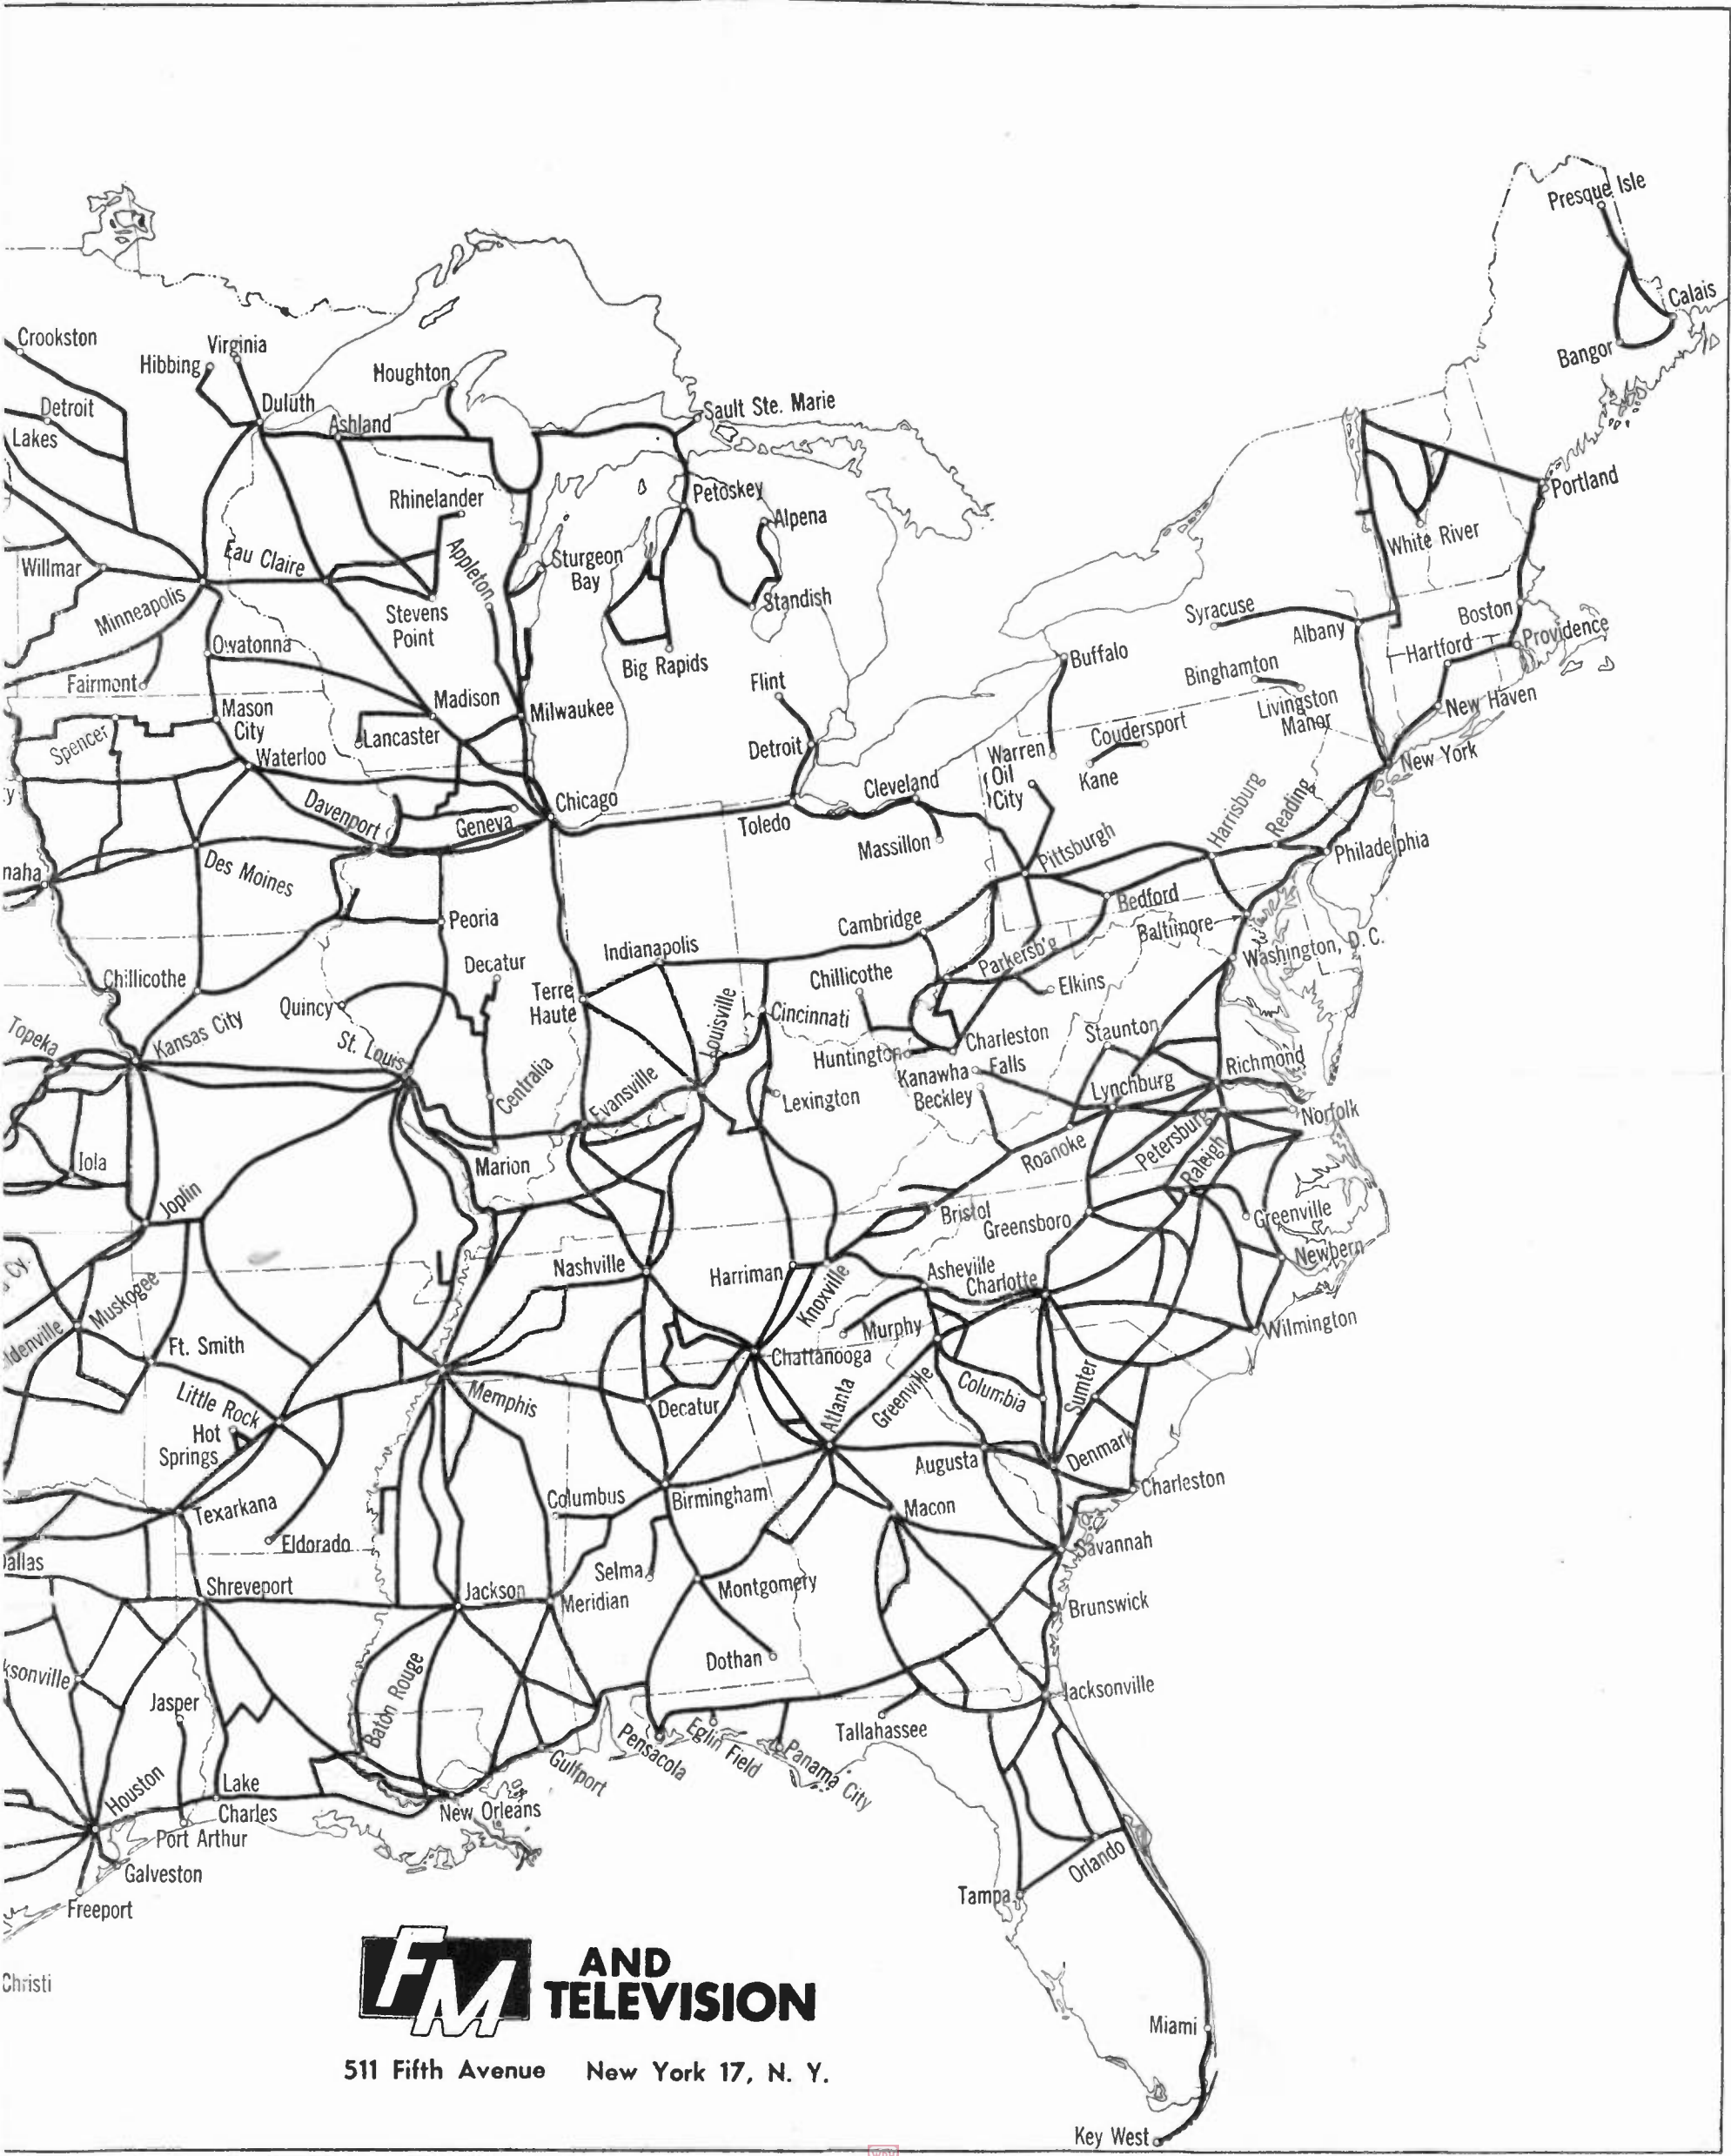 Presque Isle
Calais
Bangor
Crookston
Virginia
Hibbing
Houghton
Detroit
Lakes
Duluth
Ashland
Sault Ste. Marie
Rhinelander
Petoskey
Alpena
Portland
White River
Willmar
Eau Claire
Appleton
Sturgeon
Bay
Minneapolis
Stevens
Point
Standish
Syracuse
Albany
Boston
Providence
Hartford
Owatonna
Big Rapids
Buffalo
Binghamton
Fairmont
Flint
Livingston
Manor
New Haven
Mason
City
Madison
Milwaukee
Spencer
Lancaster
Detroit
Warren
Coudersport
Waterloo
Oil
City
Kane
New York
y
Davenport
Geneva
Chicago
Toledo
Cleveland
Harrisburg
Reading
Massillon
Pittsburgh
Philadelphia
naha
Des Moines
Peoria
Cambridge
Bedford
Baltimore
Washington, D.C.
Indianapolis
Parkersb'g
Chillicothe
Decatur
Terre
Haute
Chillicothe
Elkins
Quincy
Louisville
Cincinnati
Topeka
Kansas City
St. Louis
Centralia
Evansville
Huntington
Charleston
Staunton
Kanawha
Falls
Beckley
Lynchburg
Richmond
Lexington
Norfolk
Iola
Marion
Roanoke
Petersburg
Raleigh
Joplin
Bristol
Greensboro
Greenville
Newbern
Cy.
Nashville
Harriman
Knoxville
Asheville
Charlotte
Muskogee
ldenville
Ft. Smith
Murphy
Wilmington
Chattanooga
Little Rock
Hot
Springs
Memphis
Decatur
Atlanta
Greenville
Columbia
Sumter
Augusta
Denmark
Texarkana
Columbus
Birmingham
Macon
Charleston
Eldorado
Dallas
Selma
Savannah
Shreveport
Jackson
Meridian
Montgomery
Brunswick
ksonville
Dothan
Jasper
Baton Rouge
Jacksonville
Tallahassee
Pensacola
Eglin Field
Panama City
Gulfport
Houston
Lake
Charles
New Orleans
Port Arthur
Galveston
Orlando
Tampa
Freeport
Christi
FM AND
TELEVISION
Miami
511 Fifth Avenue New York 17, N. Y.
Key West